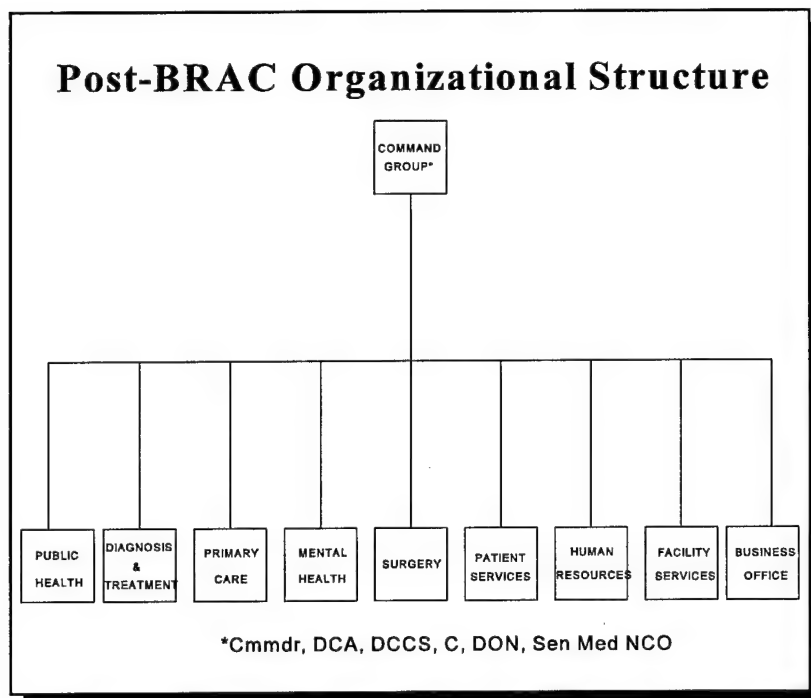 Post-BRAC Organizational Structure
COMMAND
GROUP*
PUBLIC
HEALTH
DIAGNOSIS
&
TREATMENT
PRIMARY
CARE
MENTAL
HEALTH
SURGERY
PATIENT
SERVICES
HUMAN
RESOURCES
FACILITY
SERVICES
BUSINESS
OFFICE
*Cmmdr, DCA, DCCS, C, DON, Sen Med NCO